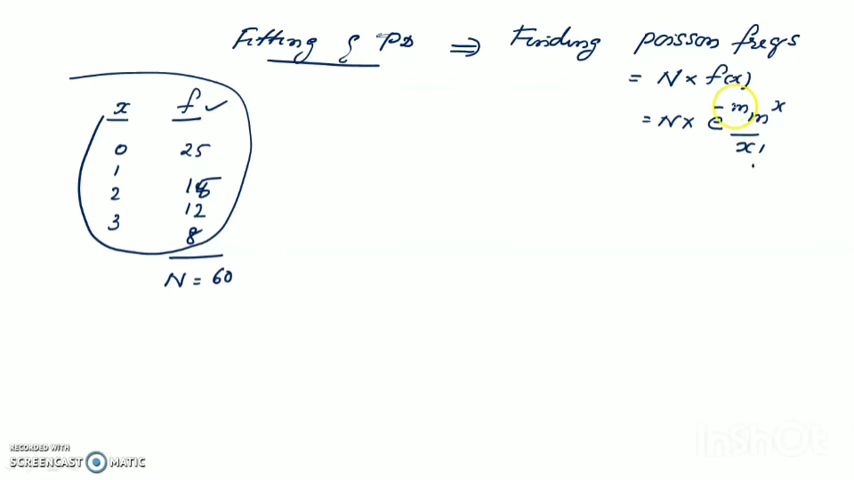 Fitting of PD ⇒ Finding poisson freqs
= N × f(x)
= N × e^-m m^x
x!
x f ✓
0 25
1 15
2 12
3 8
N = 60
RECORDED WITH
SCREENCAST MATIC
InShOt